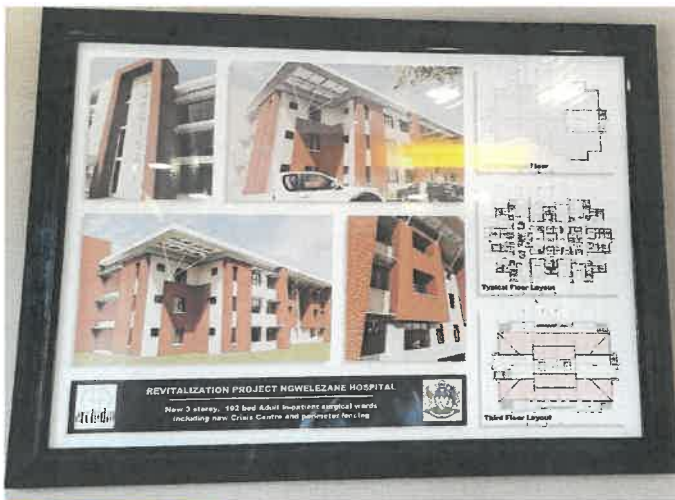 Floor
Typical Floor Layout
Third Floor Layout
REVITALIZATION PROJECT NGWELEZANE HOSPITAL
New 3 storey, 192 bed Adult in-patient surgical wards
including new Crisis Centre and perimeter fencing